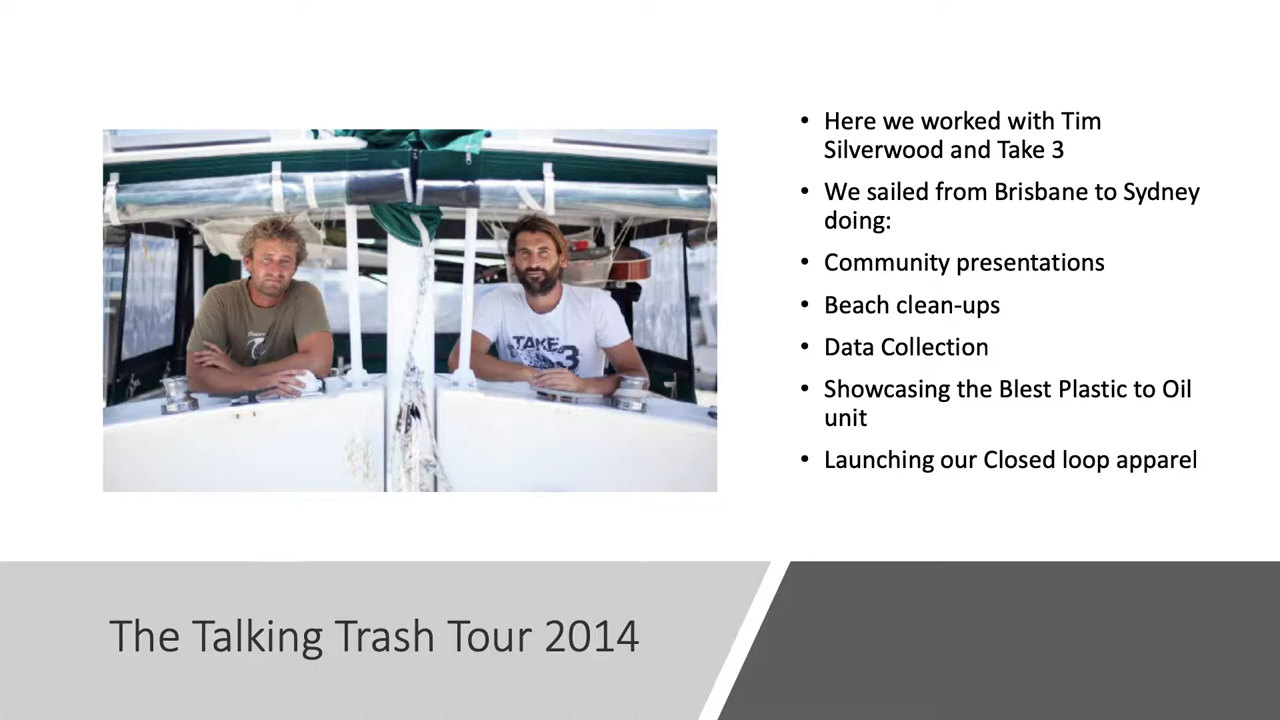 • Here we worked with Tim
Silverwood and Take 3
• We sailed from Brisbane to Sydney
doing:
• Community presentations
• Beach clean-ups
• Data Collection
• Showcasing the Blest Plastic to Oil
unit
• Launching our Closed loop apparel
TAKE
3
The Talking Trash Tour 2014